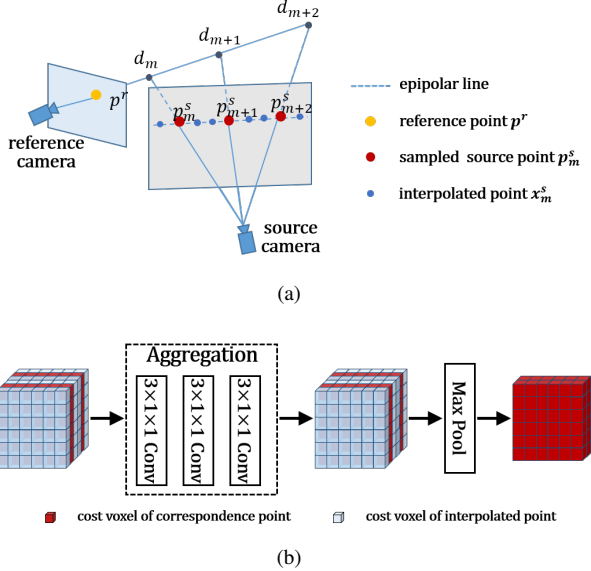 d_m
d_{m+1}
d_{m+2}
p^r
p^s_m
p^s_{m+1}
p^s_{m+2}
reference
camera
source
camera
epipolar line
reference point p^r
sampled source point p^s_m
interpolated point x^s_m
(a)
Aggregation
3×1×1 Conv
3×1×1 Conv
3×1×1 Conv
Max Pool
cost voxel of correspondence point
cost voxel of interpolated point
(b)